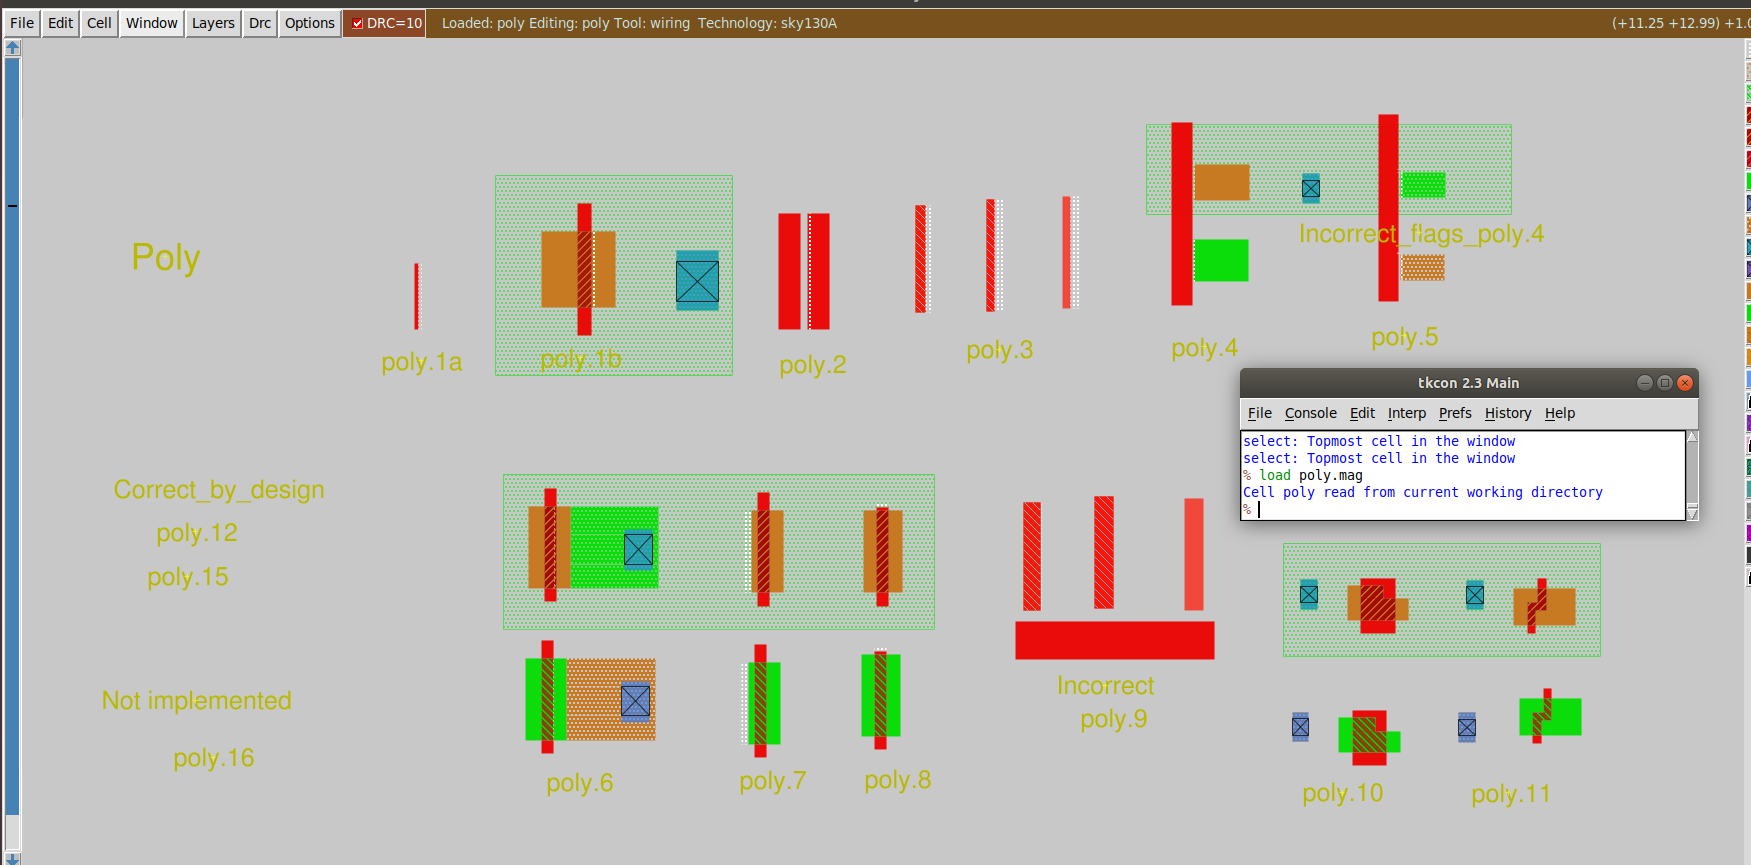 File Edit Cell Window Layers Drc Options DRC=10 Loaded: poly Editing: poly Tool: wiring Technology: sky130A (+11.25 +12.99) +1.0
Poly
poly.1a
poly.1b
poly.2
poly.3
poly.4
Incorrect_flags_poly.4
poly.5
tkcon 2.3 Main
File Console Edit Interp Prefs History Help
select: Topmost cell in the window
select: Topmost cell in the window
% load poly.mag
Cell poly read from current working directory
%
Correct_by_design
poly.12
poly.15
Not implemented
poly.16
poly.6
poly.7
poly.8
Incorrect
poly.9
poly.10
poly.11